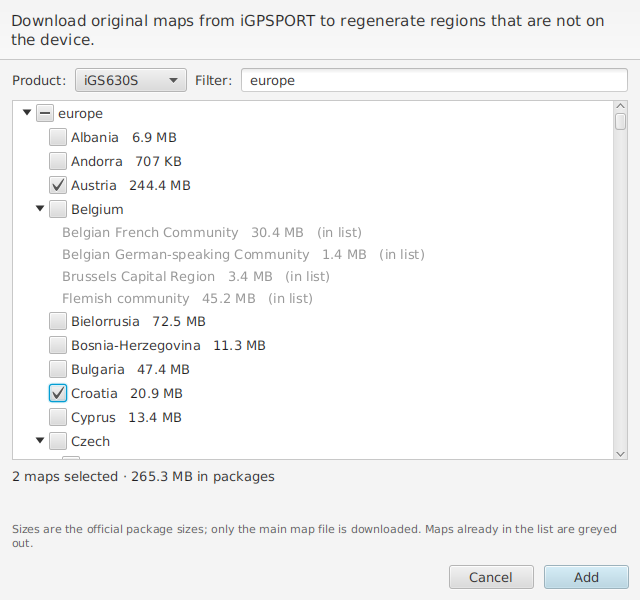 Download original maps from iGPSPORT to regenerate regions that are not on
the device.
Product: iGS630S Filter: europe
europe
Albania 6.9 MB
Andorra 707 KB
Austria 244.4 MB
Belgium
Belgian French Community 30.4 MB (in list)
Belgian German-speaking Community 1.4 MB (in list)
Brussels Capital Region 3.4 MB (in list)
Flemish community 45.2 MB (in list)
Bielorrusia 72.5 MB
Bosnia-Herzegovina 11.3 MB
Bulgaria 47.4 MB
Croatia 20.9 MB
Cyprus 13.4 MB
Czech
2 maps selected · 265.3 MB in packages
Sizes are the official package sizes; only the main map file is downloaded. Maps already in the list are greyed
out.
Cancel Add